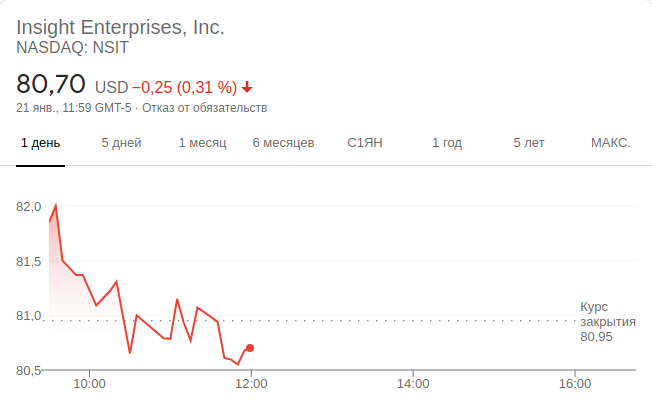 Insight Enterprises, Inc.
NASDAQ: NSIT
80,70 USD −0,25 (0,31 %)
21 янв., 11:59 GMT-5 · Отказ от обязательств
1 день 5 дней 1 месяц 6 месяцев С1ЯН 1 год 5 лет МАКС.
82,0
81,5
81,0
80,5
Курс
закрытия
80,95
10:00 12:00 14:00 16:00